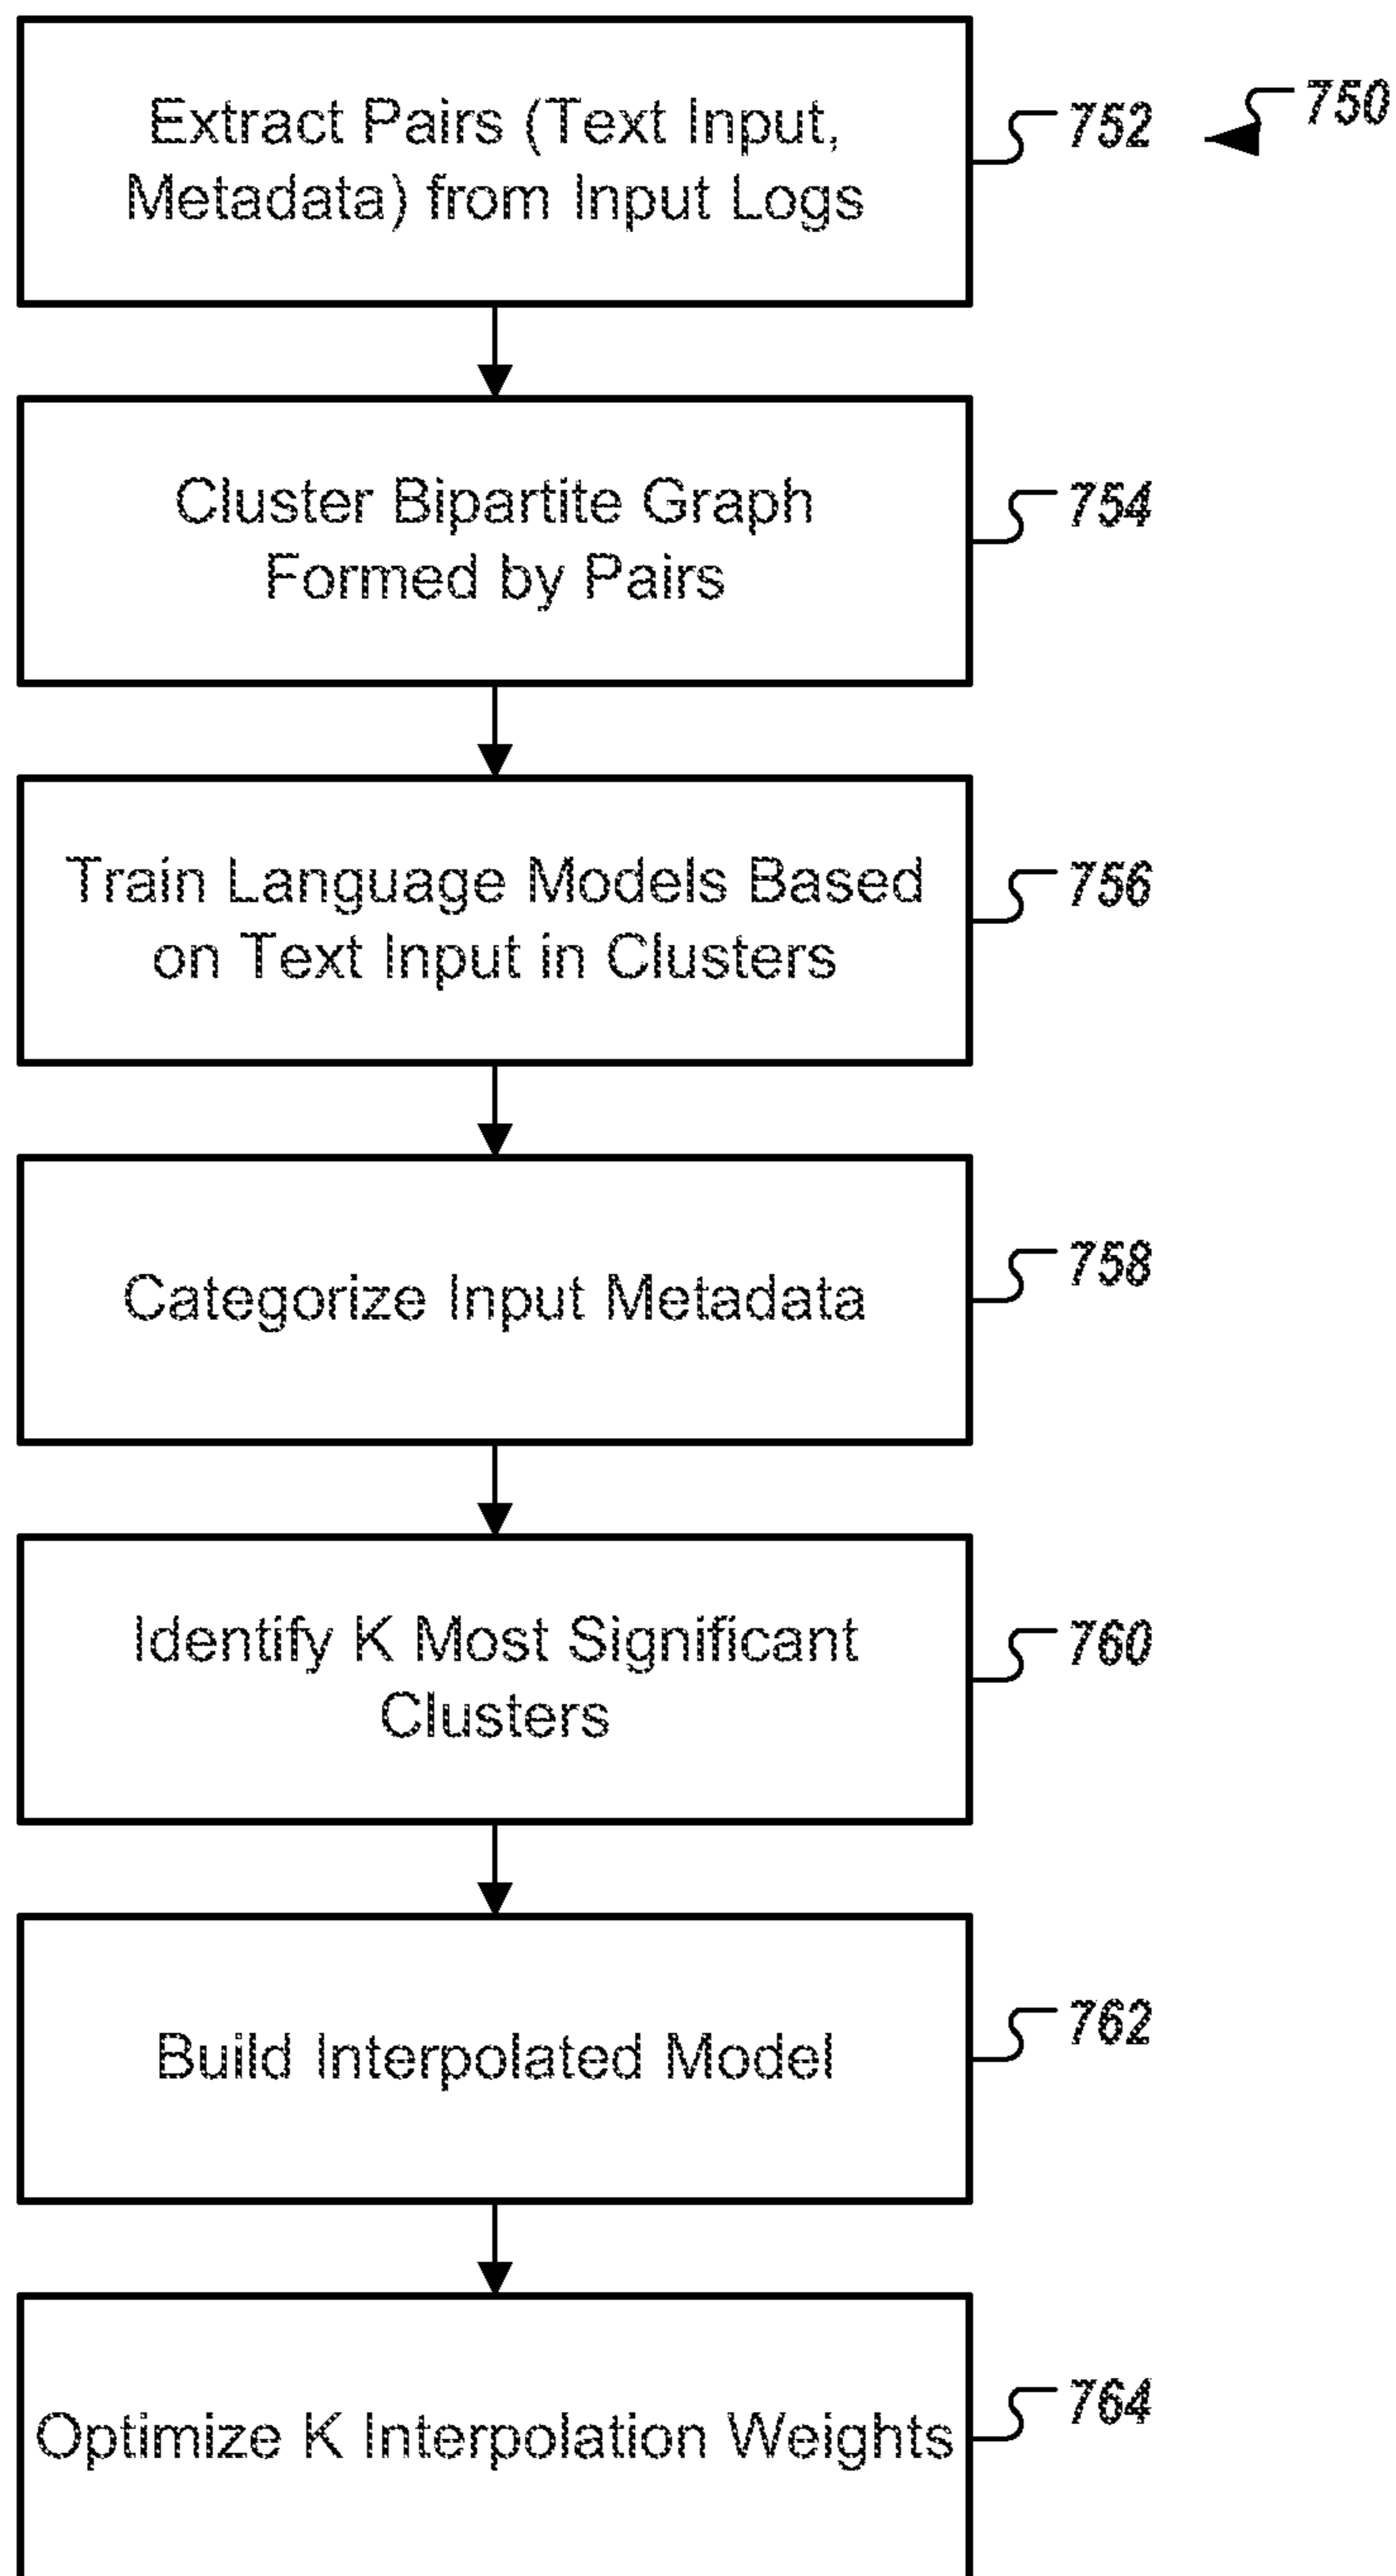 Extract Pairs (Text Input,
Metadata) from Input Logs
752
750
Cluster Bipartite Graph
Formed by Pairs
754
Train Language Models Based
on Text Input in Clusters
756
Categorize Input Metadata
758
Identify K Most Significant
Clusters
760
Build Interpolated Model
762
Optimize K Interpolation Weights
764